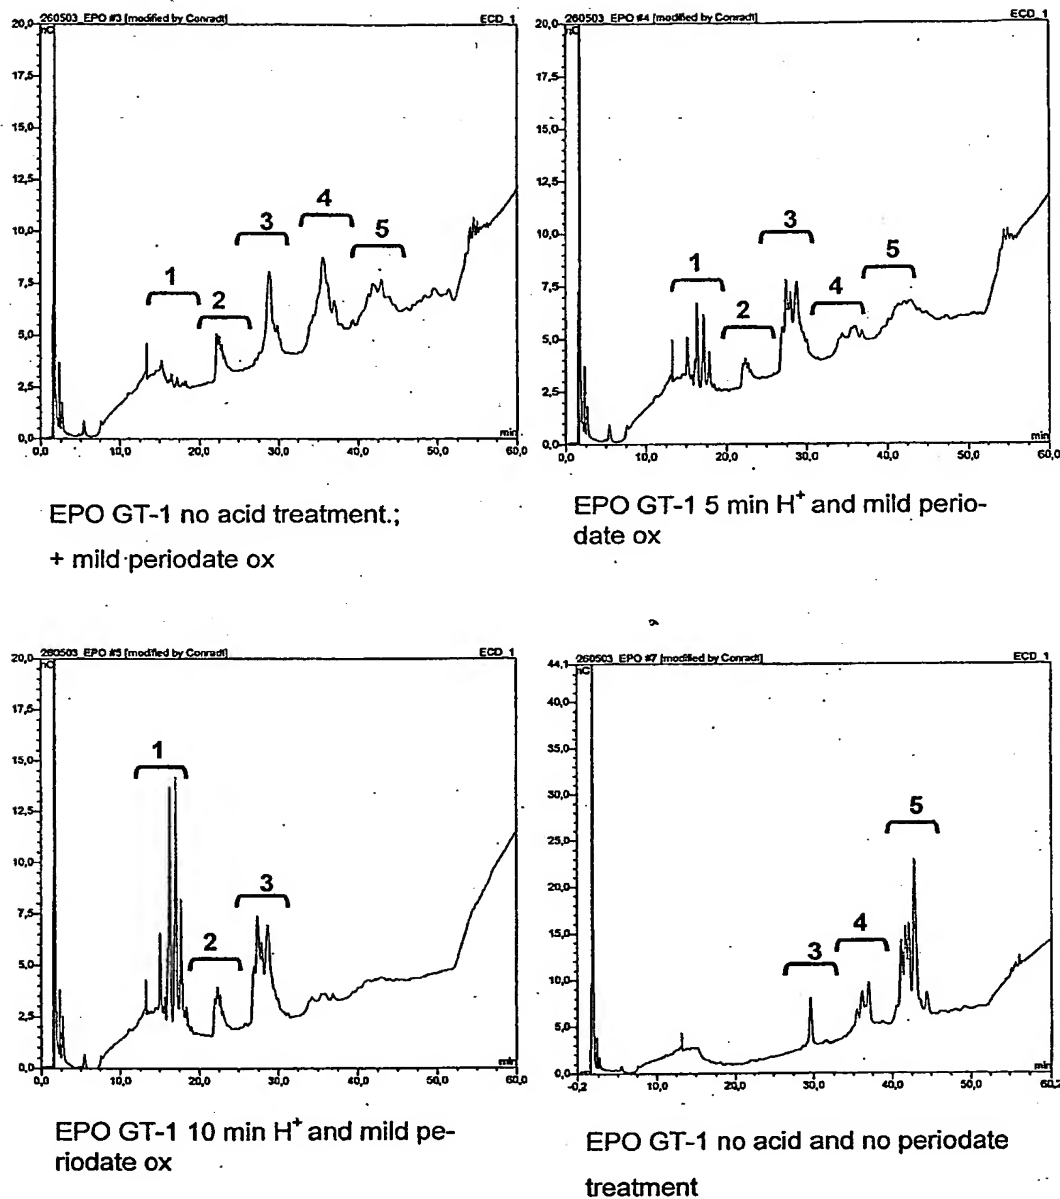 260503_EPO #3 [modified by Conradt] ECD_1
nC
20,0
17,5
15,0
12,5
10,0
7,5
5,0
2,5
0,0
1
2
3
4
5
min
0,0 10,0 20,0 30,0 40,0 50,0 60,0
EPO GT-1 no acid treatment.;
+ mild periodate ox
260503_EPO #4 [modified by Conradt] ECD_1
nC
20,0
17,5
15,0
12,5
10,0
7,5
5,0
2,5
0,0
1
2
3
4
5
min
0,0 10,0 20,0 30,0 40,0 50,0 60,0
EPO GT-1 5 min H⁺ and mild perio-
date ox
260503_EPO #5 [modified by Conradt] ECD_1
nC
20,0
17,5
15,0
12,5
10,0
7,5
5,0
2,5
0,0
1
2
3
min
0,0 10,0 20,0 30,0 40,0 50,0 60,0
EPO GT-1 10 min H⁺ and mild pe-
riodate ox
260503_EPO #7 [modified by Conradt] ECD_1
nC
44,1
40,0
35,0
30,0
25,0
20,0
15,0
10,0
5,0
-2,0
3
4
5
min
-0,2 10,0 20,0 30,0 40,0 50,0 60,2
EPO GT-1 no acid and no periodate
treatment